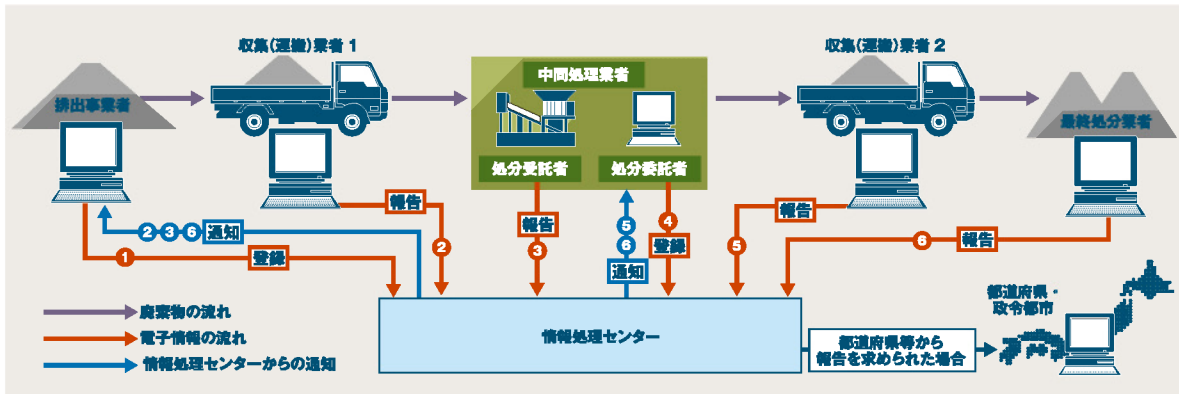 収集(運搬)業者 1
収集(運搬)業者 2
中間処理業者
排出事業者
最終処分業者
処分受託者
処分委託者
報告
報告
報告
④
登録
⑤
⑥
通知
②③⑥ 通知
②
③
⑤
⑥ 報告
① 登録
都道府県・
政令都市
廃棄物の流れ
電子情報の流れ
情報処理センターからの通知
情報処理センター
都道府県等から
報告を求められた場合